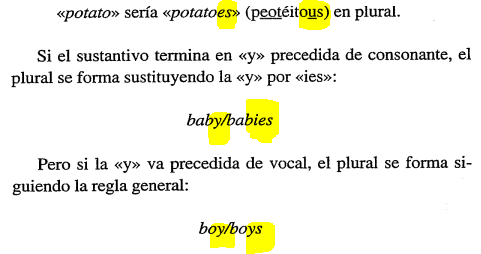 «potato» sería «potatoes» (peotéitous) en plural.
Si el sustantivo termina en «y» precedida de consonante, el
plural se forma sustituyendo la «y» por «ies»:
baby/babies
Pero si la «y» va precedida de vocal, el plural se forma si-
guiendo la regla general:
boy/boys